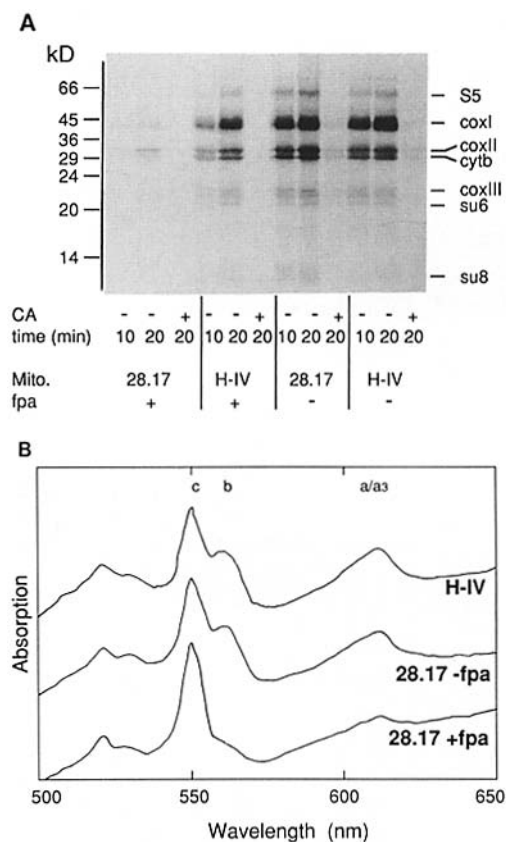 A
kD
66
45
36
29
24
20
14
S5
coxI
coxII
cytb
coxIII
su6
su8
CA - - + - - + - - + - - +
time (min) 10 20 20 10 20 20 10 20 20 10 20 20
Mito. 28.17 H-IV 28.17 H-IV
fpa + + - -
B
c b a/a3
H-IV
28.17 -fpa
28.17 +fpa
Absorption
500 550 600 650
Wavelength (nm)